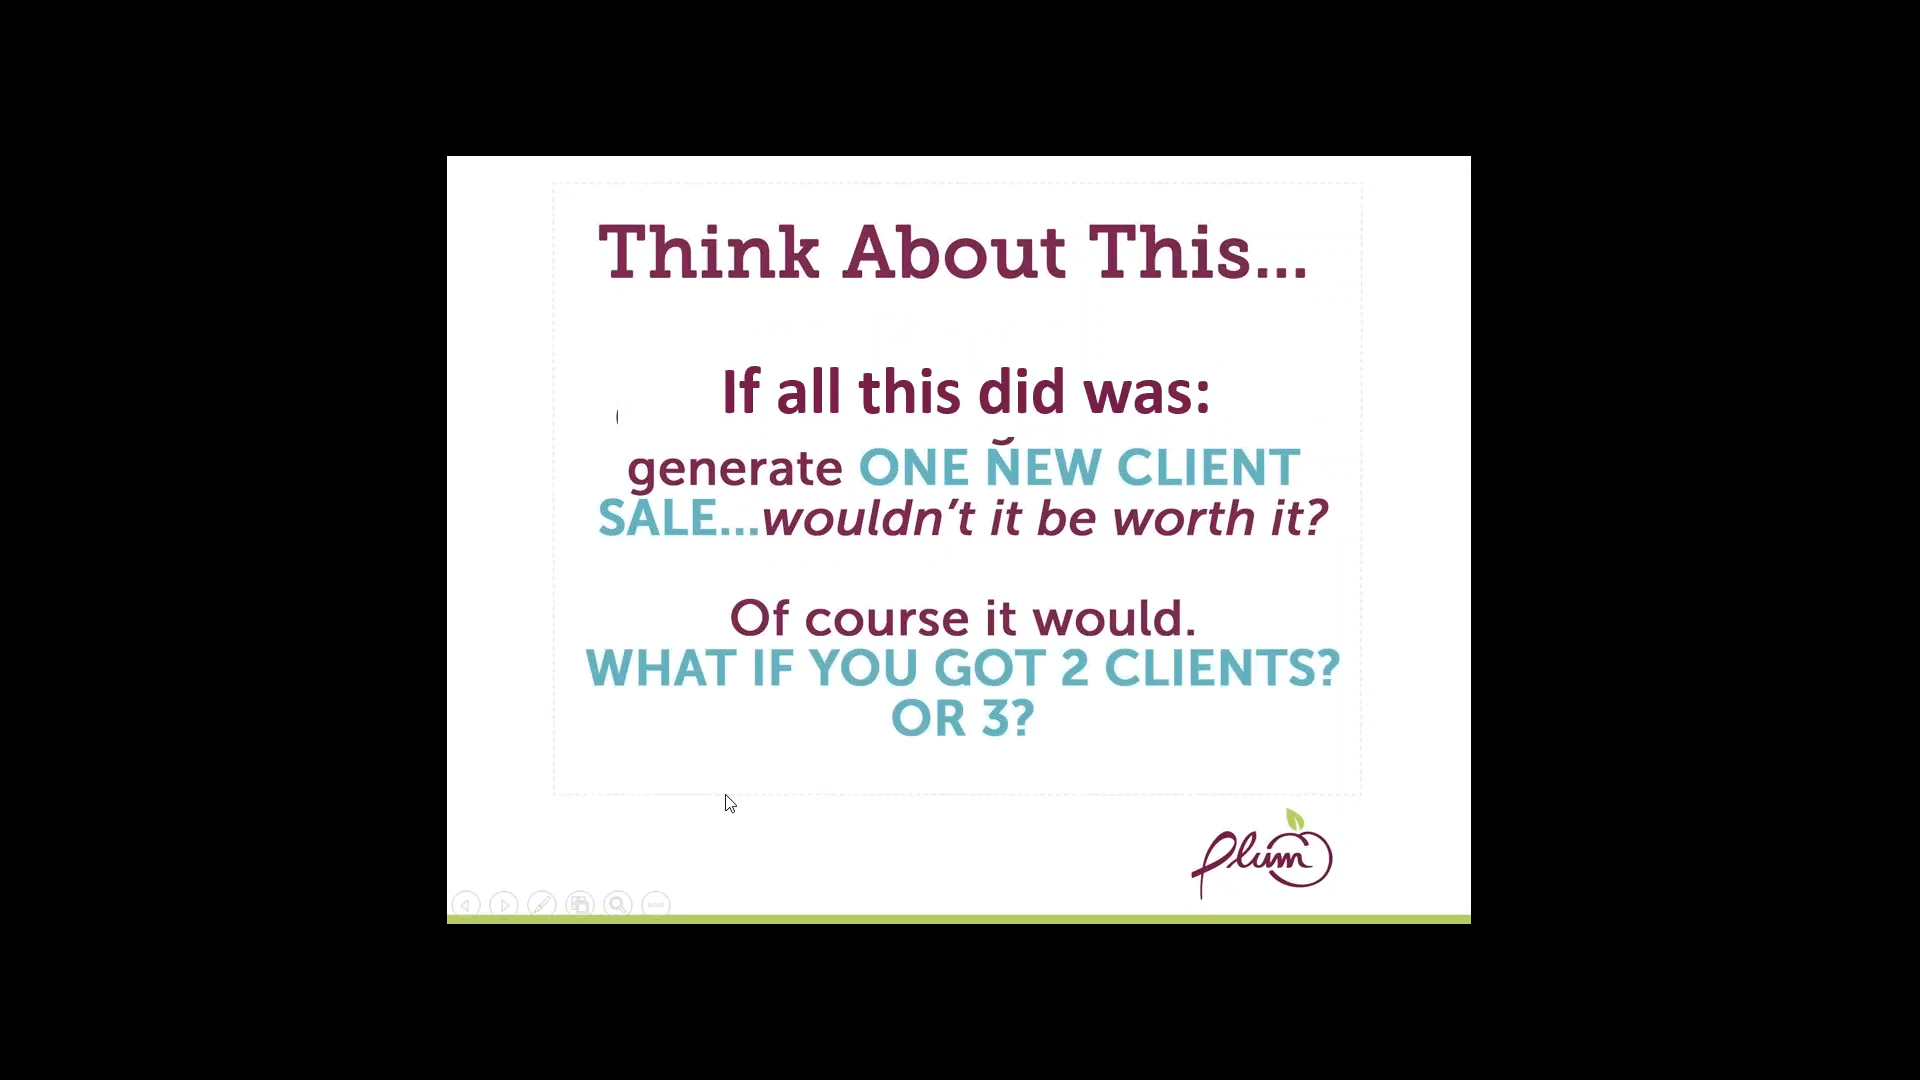 Think About This...
If all this did was:
generate ONE NEW CLIENT
SALE...wouldn't it be worth it?
Of course it would.
WHAT IF YOU GOT 2 CLIENTS?
OR 3?
plum